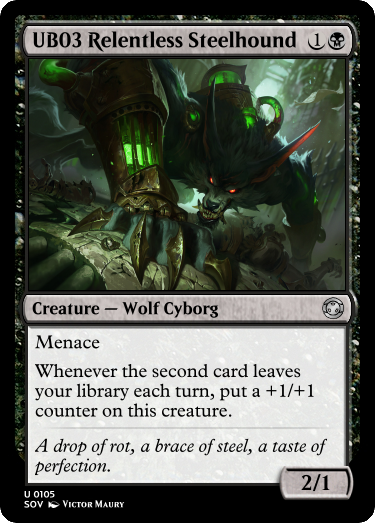 UB03 Relentless Steelhound 1
Creature — Wolf Cyborg
Menace
Whenever the second card leaves
your library each turn, put a +1/+1
counter on this creature.
A drop of rot, a brace of steel, a taste of
perfection.
2/1
U 0105
SOV VICTOR MAURY